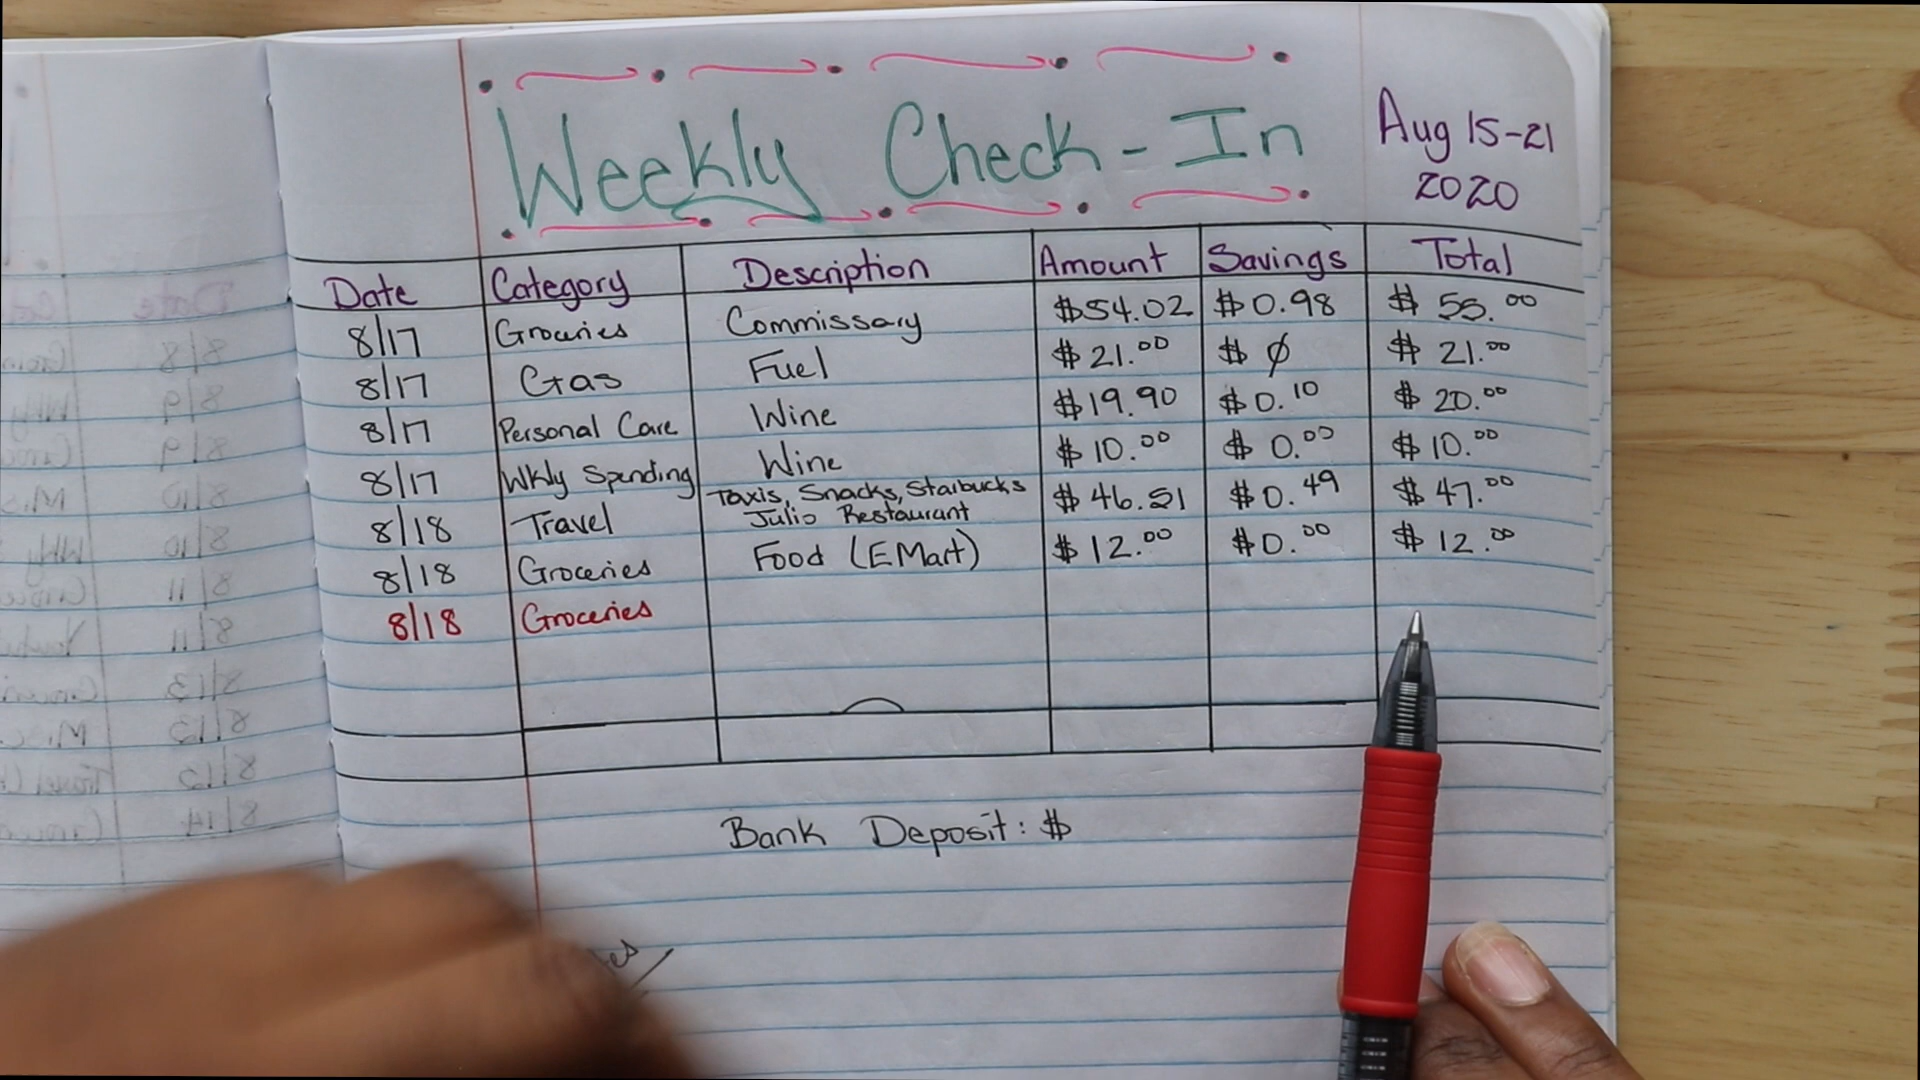 Weekly Check-In
Aug 15-21
2020
Date Category Description Amount Savings Total
8/17 Groceries Commissary $54.02 $0.98 $55.00
8/17 Gas Fuel $21.00 $ ∅ $21.00
8/17 Personal Care Wine $19.90 $0.10 $20.00
8/17 Wkly Spending Wine $10.00 $0.00 $10.00
8/18 Travel Taxis, Snacks, Starbucks $46.51 $0.49 $47.00
Julio Restaurant
8/18 Groceries Food (EMart) $12.00 $0.00 $12.00
8/18 Groceries
Bank Deposit: $